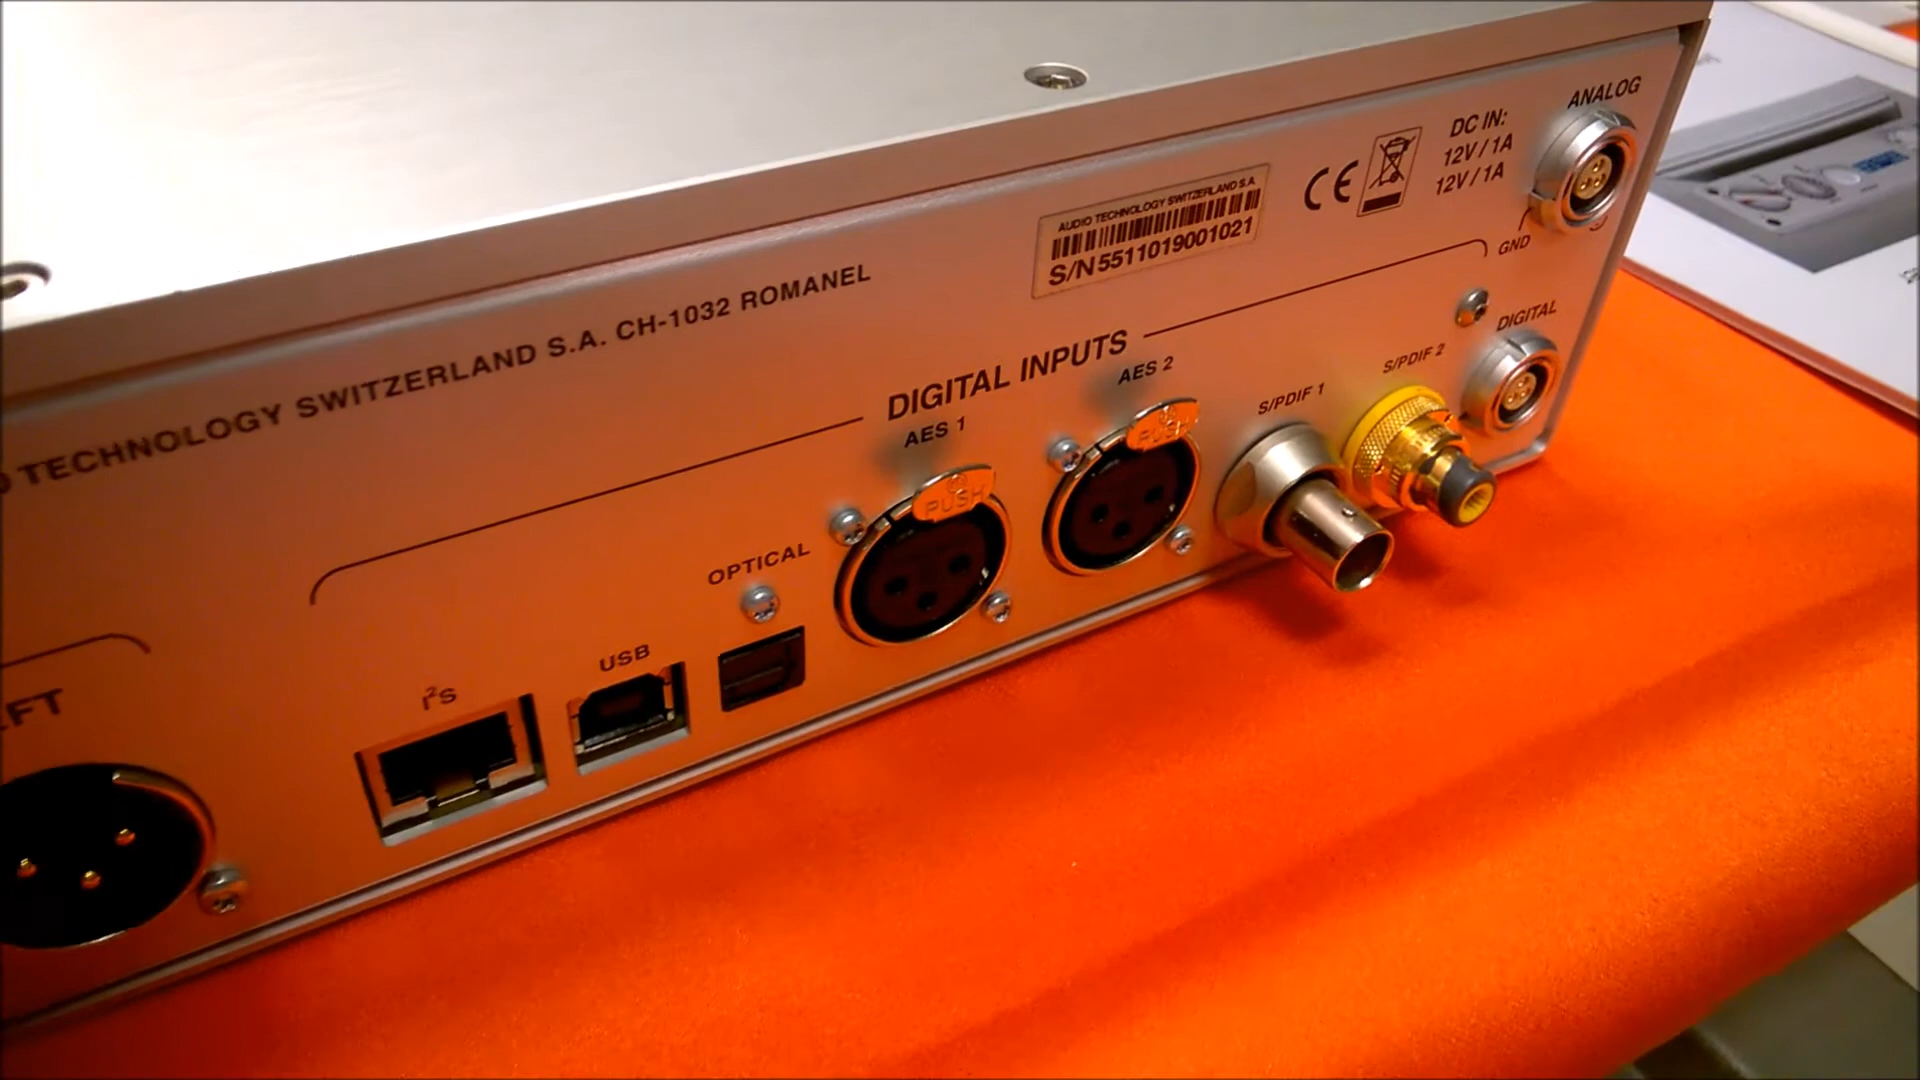 ANALOG
DC IN:
12V / 1A
12V / 1A
CE
AUDIO TECHNOLOGY SWITZERLAND S.A.
S/N 5511019001021
GND
TECHNOLOGY SWITZERLAND S.A. CH-1032 ROMANEL
DIGITAL
DIGITAL INPUTS
S/PDIF 2
AES 2
S/PDIF 1
AES 1
PUSH
PUSH
OPTICAL
USB
I²S
EFT